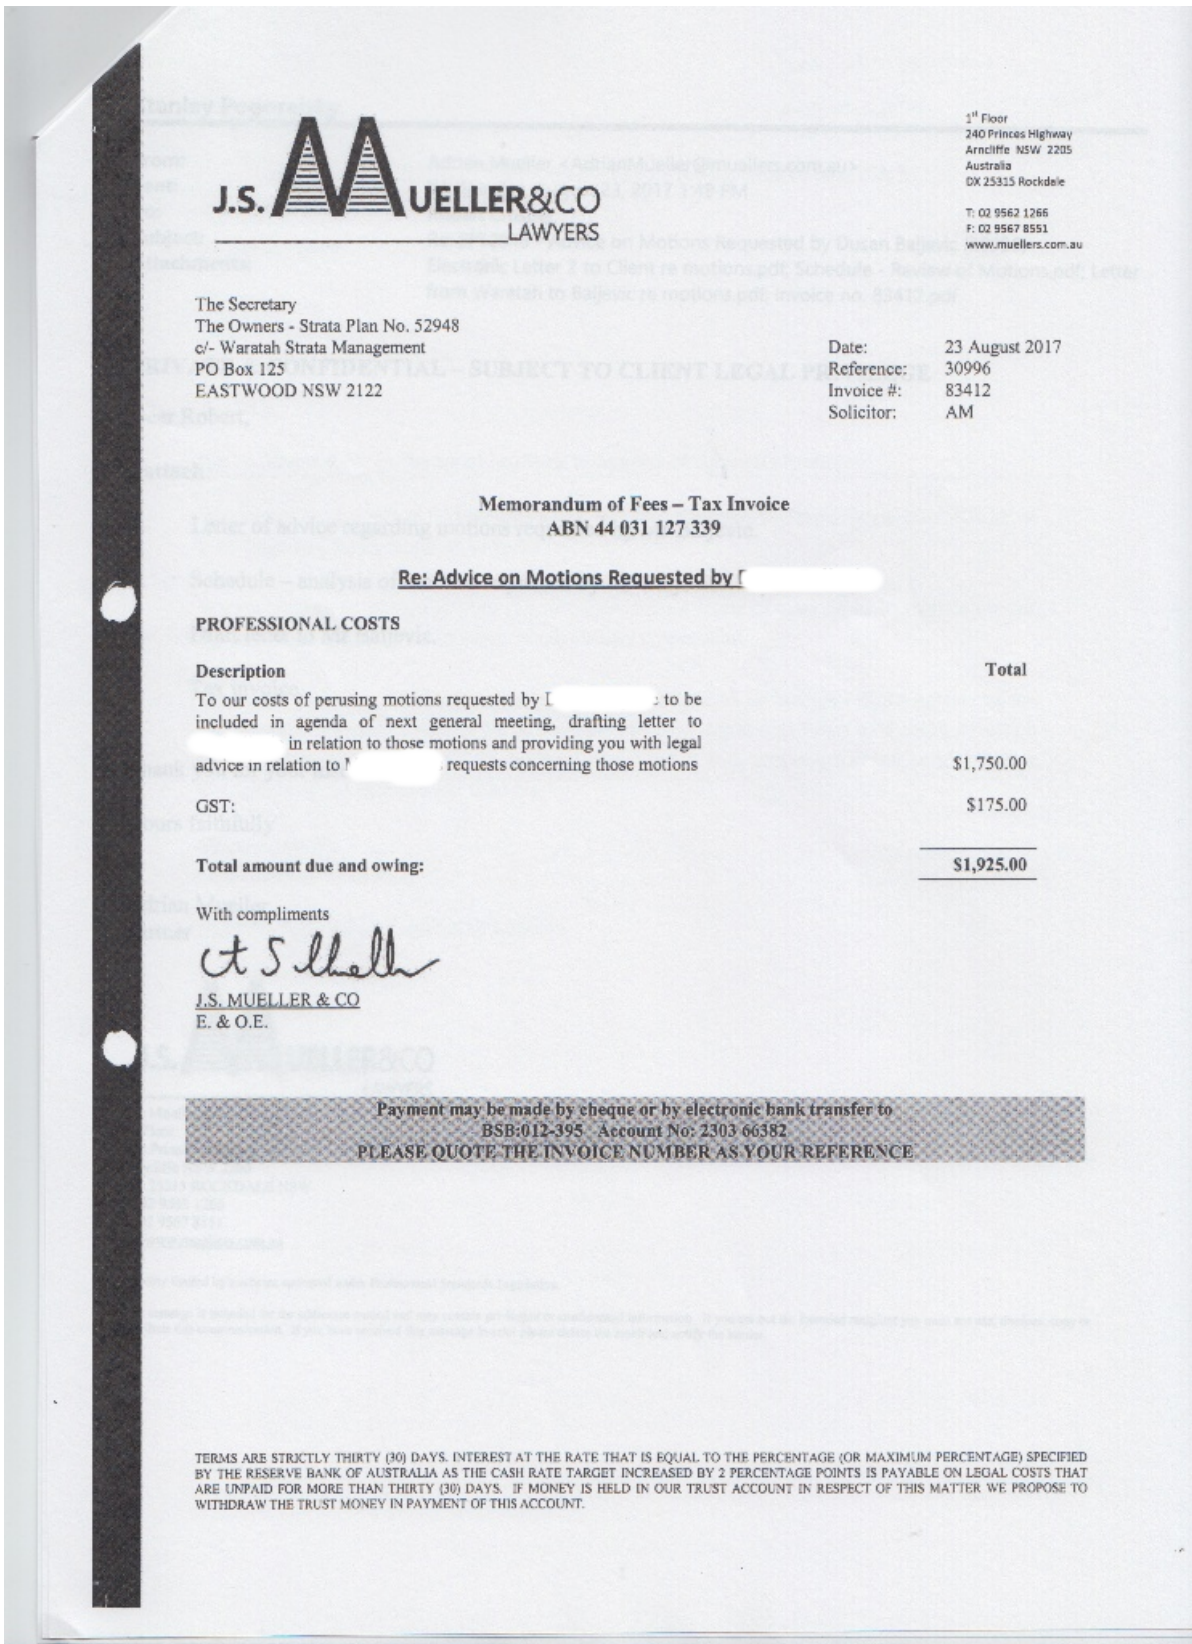 J.S. MUELLER&CO
LAWYERS
1st Floor
240 Princes Highway
Arncliffe NSW 2205
Australia
DX 25315 Rockdale
T: 02 9562 1266
F: 02 9567 8551
www.muellers.com.au
The Secretary
The Owners - Strata Plan No. 52948
c/- Waratah Strata Management
PO Box 125
EASTWOOD NSW 2122
Date: 23 August 2017
Reference: 30996
Invoice #: 83412
Solicitor: AM
Memorandum of Fees – Tax Invoice
ABN 44 031 127 339
Re: Advice on Motions Requested by
PROFESSIONAL COSTS
Description Total
To our costs of perusing motions requested by to be
included in agenda of next general meeting, drafting letter to
in relation to those motions and providing you with legal
advice in relation to requests concerning those motions $1,750.00
GST: $175.00
Total amount due and owing: $1,925.00
With compliments
J.S. MUELLER & CO
E. & O.E.
Payment may be made by cheque or by electronic bank transfer to
BSB:012-395 Account No: 2303 66382
PLEASE QUOTE THE INVOICE NUMBER AS YOUR REFERENCE
TERMS ARE STRICTLY THIRTY (30) DAYS. INTEREST AT THE RATE THAT IS EQUAL TO THE PERCENTAGE (OR MAXIMUM PERCENTAGE) SPECIFIED
BY THE RESERVE BANK OF AUSTRALIA AS THE CASH RATE TARGET INCREASED BY 2 PERCENTAGE POINTS IS PAYABLE ON LEGAL COSTS THAT
ARE UNPAID FOR MORE THAN THIRTY (30) DAYS. IF MONEY IS HELD IN OUR TRUST ACCOUNT IN RESPECT OF THIS MATTER WE PROPOSE TO
WITHDRAW THE TRUST MONEY IN PAYMENT OF THIS ACCOUNT.